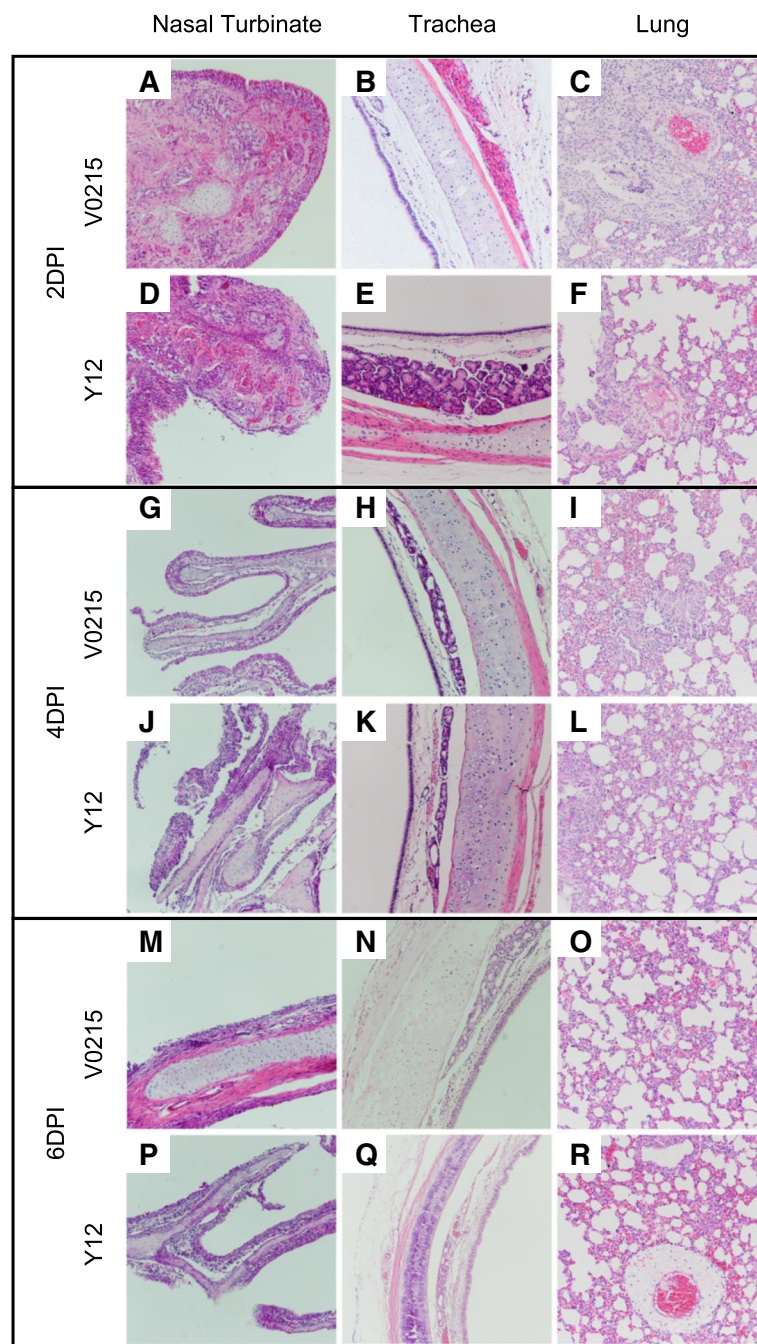 Nasal Turbinate Trachea Lung
2DPI
V0215
A B C
Y12
D E F
4DPI
V0215
G H I
Y12
J K L
6DPI
V0215
M N O
Y12
P Q R